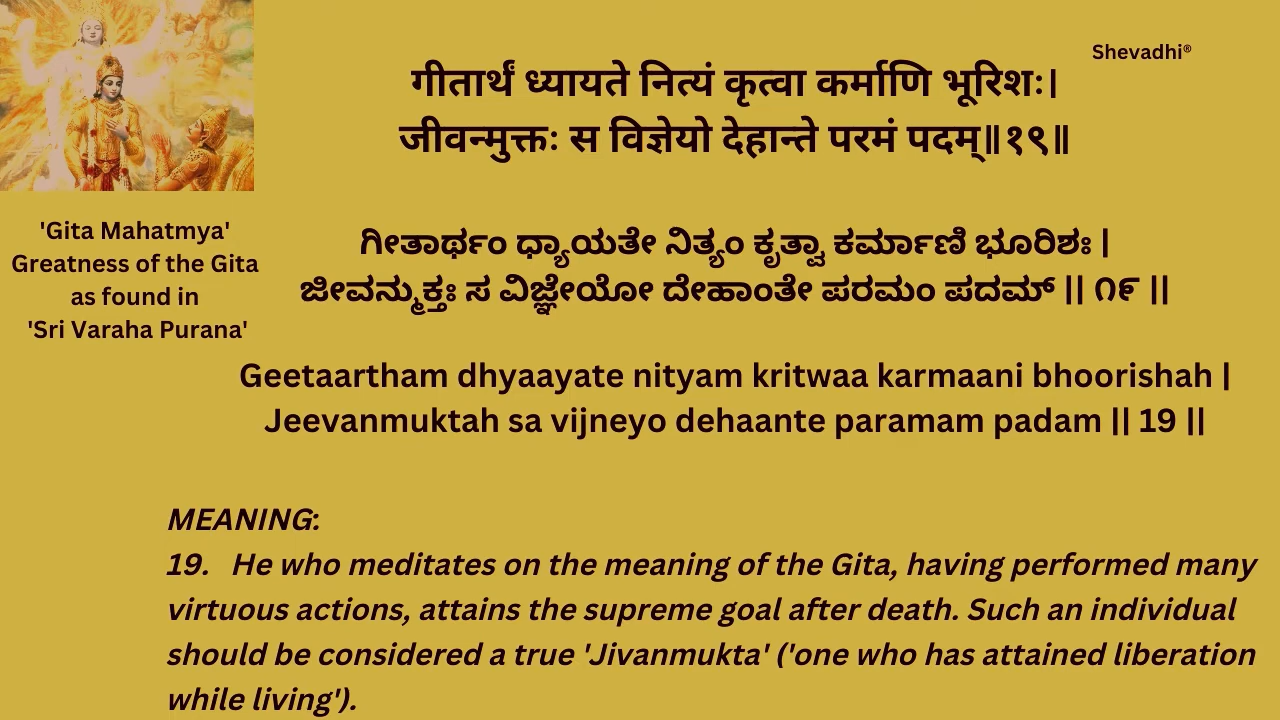 Shevadhi®
गीतार्थं ध्यायते नित्यं कृत्वा कर्माणि भूरिशः|
जीवन्मुक्तः स विज्ञेयो देहान्ते परमं पदम्॥१९॥
'Gita Mahatmya'
Greatness of the Gita
as found in
'Sri Varaha Purana'
ಗೀತಾರ್ಥಂ ಧ್ಯಾಯತೇ ನಿತ್ಯಂ ಕೃತ್ವಾ ಕರ್ಮಾಣಿ ಭೂರಿಶಃ |
ಜೀವನ್ಮುಕ್ತಃ ಸ ವಿಜ್ಞೇಯೋ ದೇಹಾಂತೇ ಪರಮಂ ಪದಮ್ || ೧೯ ||
Geetaartham dhyaayate nityam kritwaa karmaani bhoorishah |
Jeevanmuktah sa vijneyo dehaante paramam padam || 19 ||
MEANING:
19. He who meditates on the meaning of the Gita, having performed many
virtuous actions, attains the supreme goal after death. Such an individual
should be considered a true 'Jivanmukta' ('one who has attained liberation
while living').